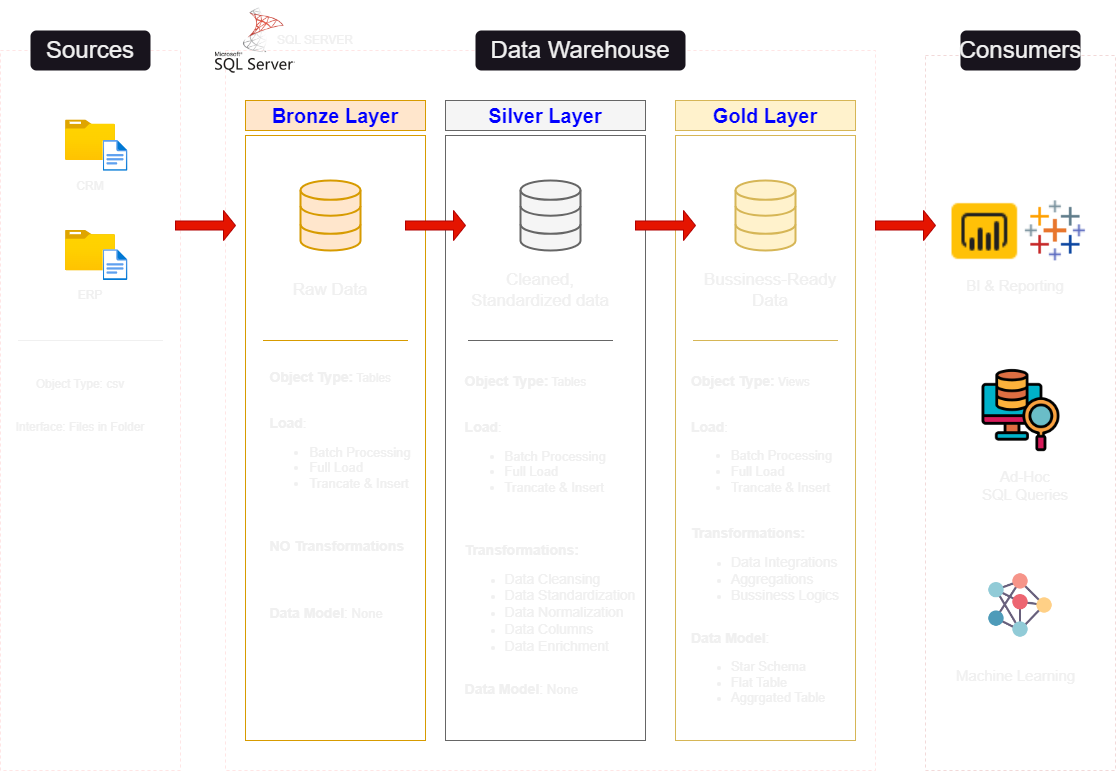 Sources
Microsoft®
SQL Server
SQL SERVER
Data Warehouse
Consumers
CRM
ERP
Object Type: csv
Interface: Files in Folder
Bronze Layer
Raw Data
Object Type: Tables
Load:
Batch Processing
Full Load
Trancate & Insert
NO Transformations
Data Model: None
Silver Layer
Cleaned,
Standardized data
Object Type: Tables
Load:
Batch Processing
Full Load
Trancate & Insert
Transformations:
Data Cleansing
Data Standardization
Data Normalization
Data Columns
Data Enrichment
Data Model: None
Gold Layer
Bussiness-Ready
Data
Object Type: Views
Load:
Batch Processing
Full Load
Trancate & Insert
Transformations:
Data Integrations
Aggregations
Bussiness Logics
Data Model:
Star Schema
Flat Table
Aggrgated Table
BI & Reporting
Ad-Hoc
SQL Queries
Machine Learning